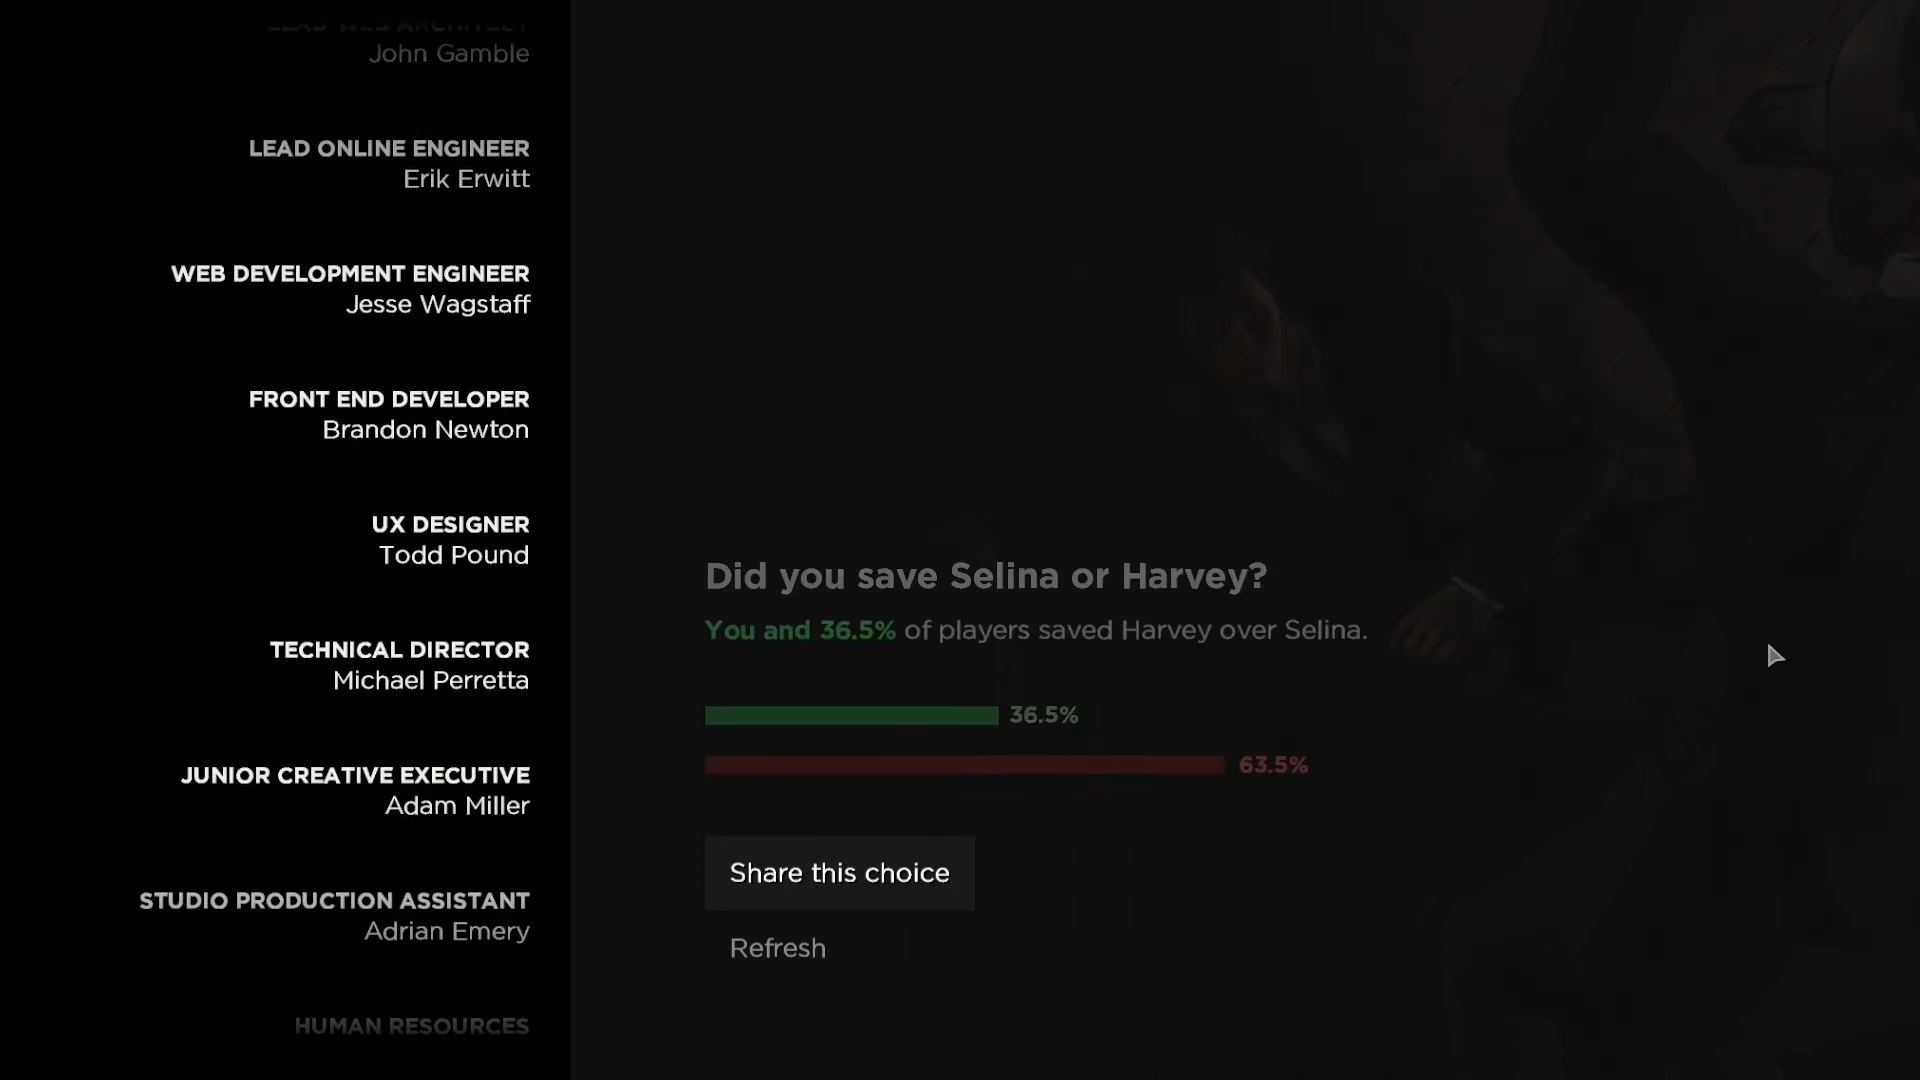 LEAD WEB ARCHITECT
John Gamble
LEAD ONLINE ENGINEER
Erik Erwitt
WEB DEVELOPMENT ENGINEER
Jesse Wagstaff
FRONT END DEVELOPER
Brandon Newton
UX DESIGNER
Todd Pound
TECHNICAL DIRECTOR
Michael Perretta
JUNIOR CREATIVE EXECUTIVE
Adam Miller
STUDIO PRODUCTION ASSISTANT
Adrian Emery
HUMAN RESOURCES
Did you save Selina or Harvey?
You and 36.5% of players saved Harvey over Selina.
36.5%
63.5%
Share this choice
Refresh